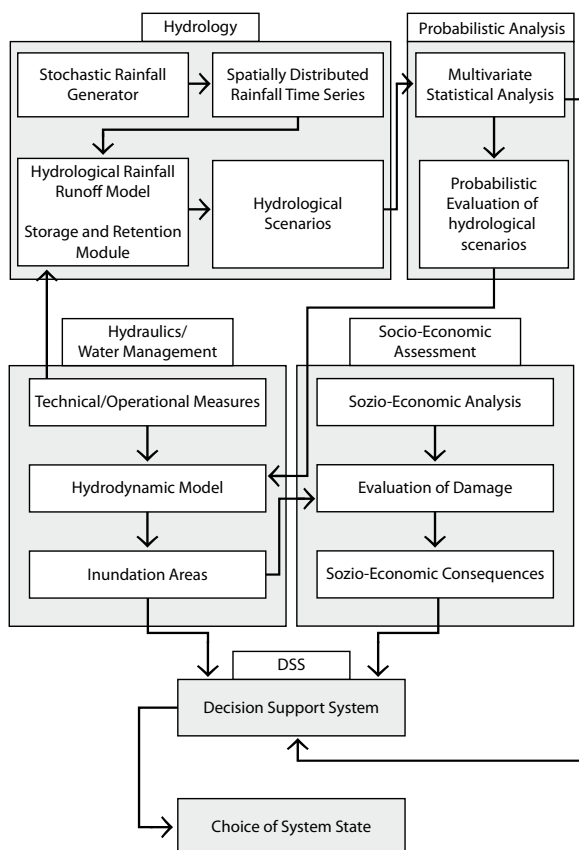 Hydrology
Stochastic Rainfall
Generator
Spatially Distributed
Rainfall Time Series
Hydrological Rainfall
Runoff Model
Storage and Retention
Module
Hydrological
Scenarios
Probabilistic Analysis
Multivariate
Statistical Analysis
Probabilistic
Evaluation of
hydrological
scenarios
Hydraulics/
Water Management
Technical/Operational Measures
Hydrodynamic Model
Inundation Areas
Socio-Economic
Assessment
Sozio-Economic Analysis
Evaluation of Damage
Sozio-Economic Consequences
DSS
Decision Support System
Choice of System State